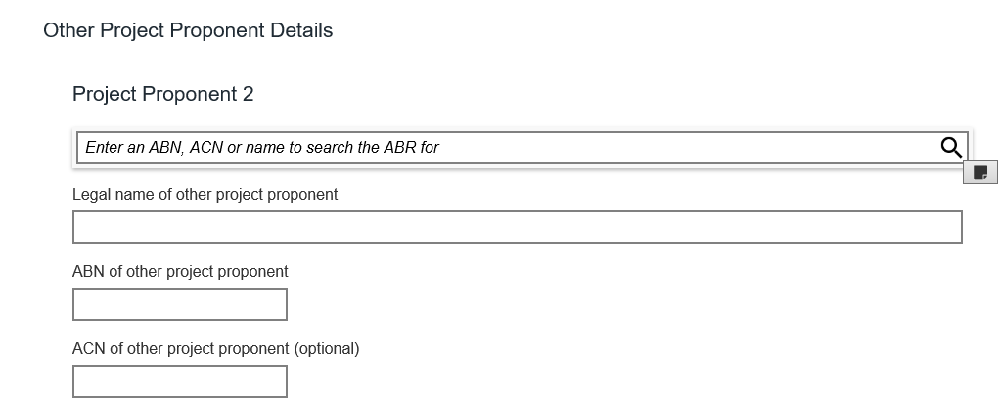 Other Project Proponent Details
Project Proponent 2
Enter an ABN, ACN or name to search the ABR for
Legal name of other project proponent
ABN of other project proponent
ACN of other project proponent (optional)